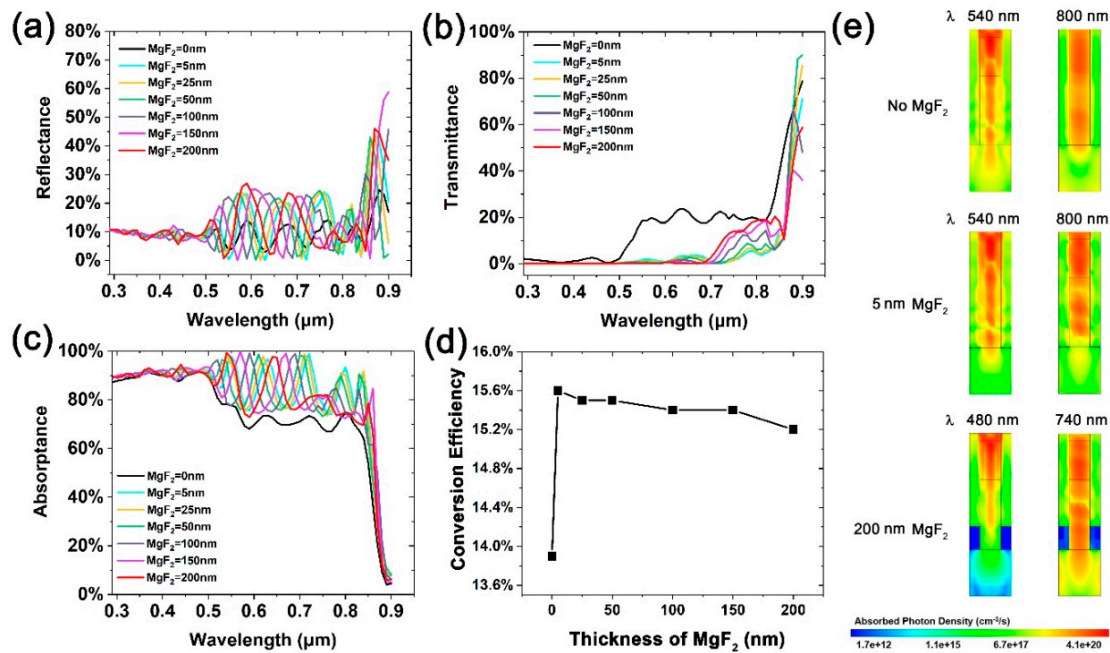 (a)
80%
70%
60%
50%
40%
30%
20%
10%
0%
Reflectance
MgF₂=0nm
MgF₂=5nm
MgF₂=25nm
MgF₂=50nm
MgF₂=100nm
MgF₂=150nm
MgF₂=200nm
0.3 0.4 0.5 0.6 0.7 0.8 0.9
Wavelength (μm)
(b)
100%
80%
60%
40%
20%
0%
Transmittance
MgF₂=0nm
MgF₂=5nm
MgF₂=25nm
MgF₂=50nm
MgF₂=100nm
MgF₂=150nm
MgF₂=200nm
0.3 0.4 0.5 0.6 0.7 0.8 0.9
Wavelength (μm)
(c)
100%
80%
60%
40%
20%
0%
Absorptance
MgF₂=0nm
MgF₂=5nm
MgF₂=25nm
MgF₂=50nm
MgF₂=100nm
MgF₂=150nm
MgF₂=200nm
0.3 0.4 0.5 0.6 0.7 0.8 0.9
Wavelength (μm)
(d)
16.0%
15.6%
15.2%
14.8%
14.4%
14.0%
13.6%
Conversion Efficiency
0 50 100 150 200
Thickness of MgF₂ (nm)
(e)
λ 540 nm 800 nm
No MgF₂
λ 540 nm 800 nm
5 nm MgF₂
λ 480 nm 740 nm
200 nm MgF₂
Absorbed Photon Density (cm⁻³/s)
1.7e+12 1.1e+15 6.7e+17 4.1e+20